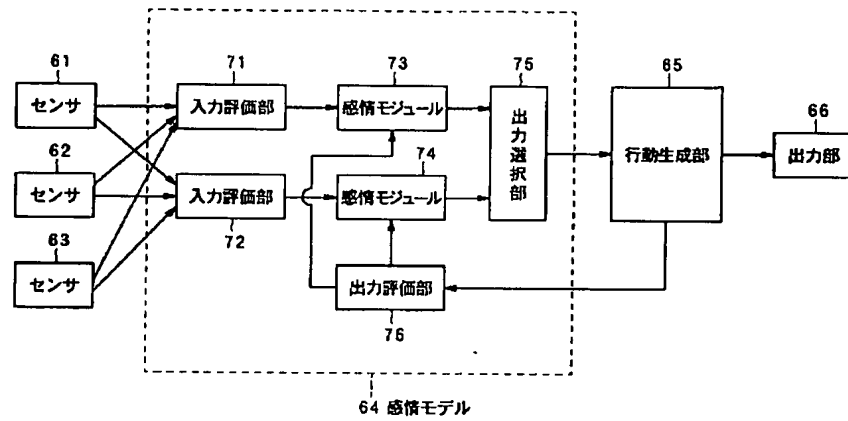 61
センサ
62
センサ
63
センサ
71
入力評価部
入力評価部
72
73
感情モジュール
74
感情モジュール
出力評価部
76
75
出力選択部
65
行動生成部
66
出力部
64 感情モデル